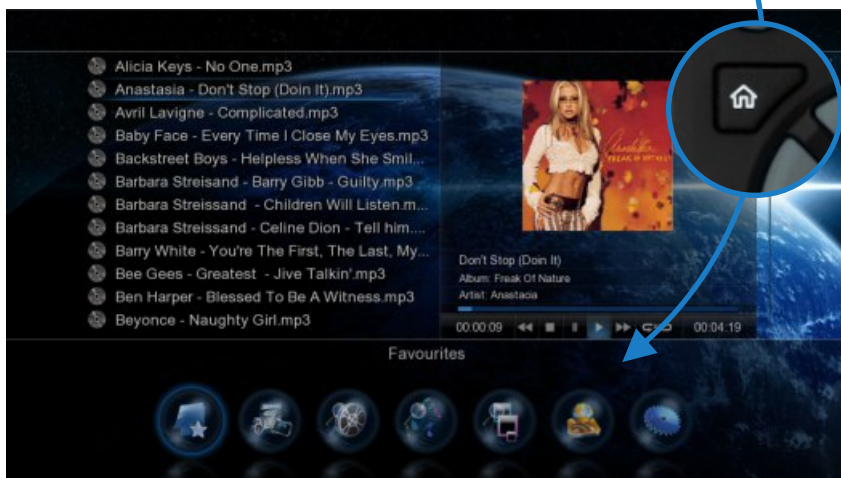 Alicia Keys - No One.mp3
Anastasia - Don't Stop (Doin It).mp3
Avril Lavigne - Complicated.mp3
Baby Face - Every Time I Close My Eyes.mp3
Backstreet Boys - Helpless When She Smil...
Barbara Streisand - Barry Gibb - Guilty.mp3
Barbara Streissand - Children Will Listen.m...
Barbara Streissand - Celine Dion - Tell him....
Barry White - You're The First, The Last, My...
Bee Gees - Greatest - Jive Talkin'.mp3
Ben Harper - Blessed To Be A Witness.mp3
Beyonce - Naughty Girl.mp3
Anastacia
FREAK OF NATURE
Don't Stop (Doin It)
Album: Freak Of Nature
Artist: Anastacia
00:00:09
00:04:19
Favourites